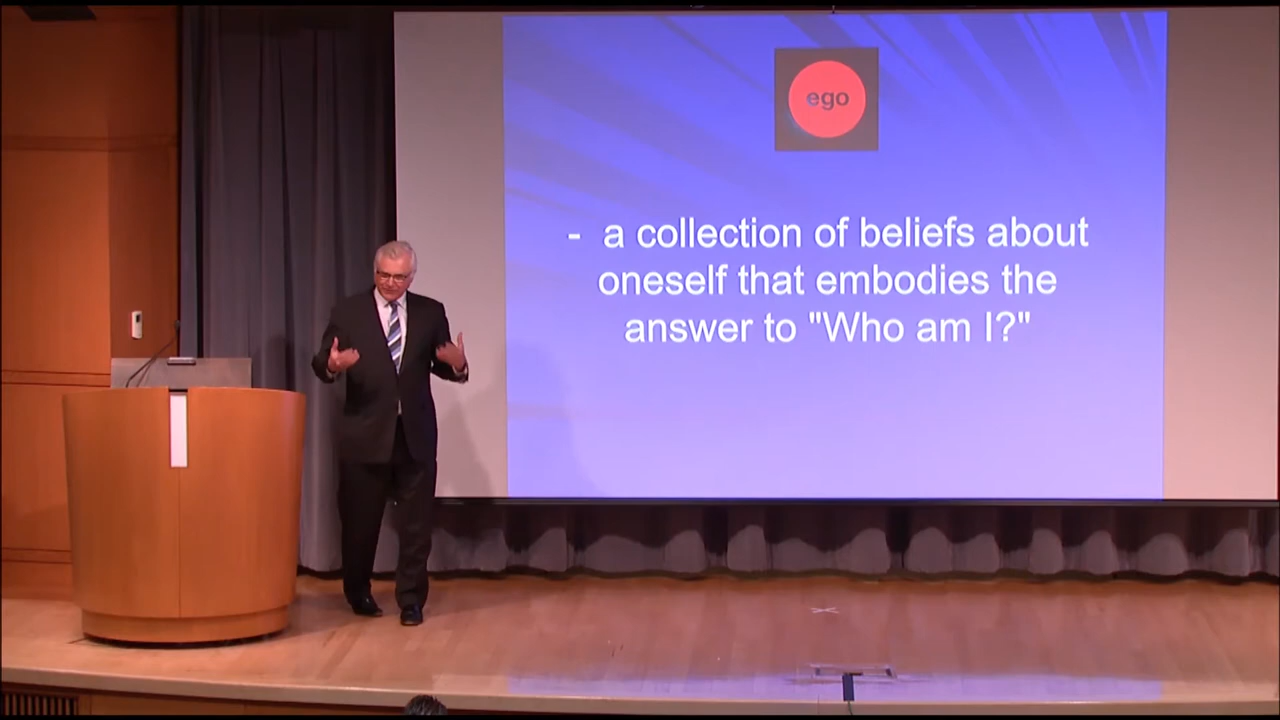 ego
- a collection of beliefs about
oneself that embodies the
answer to "Who am I?"